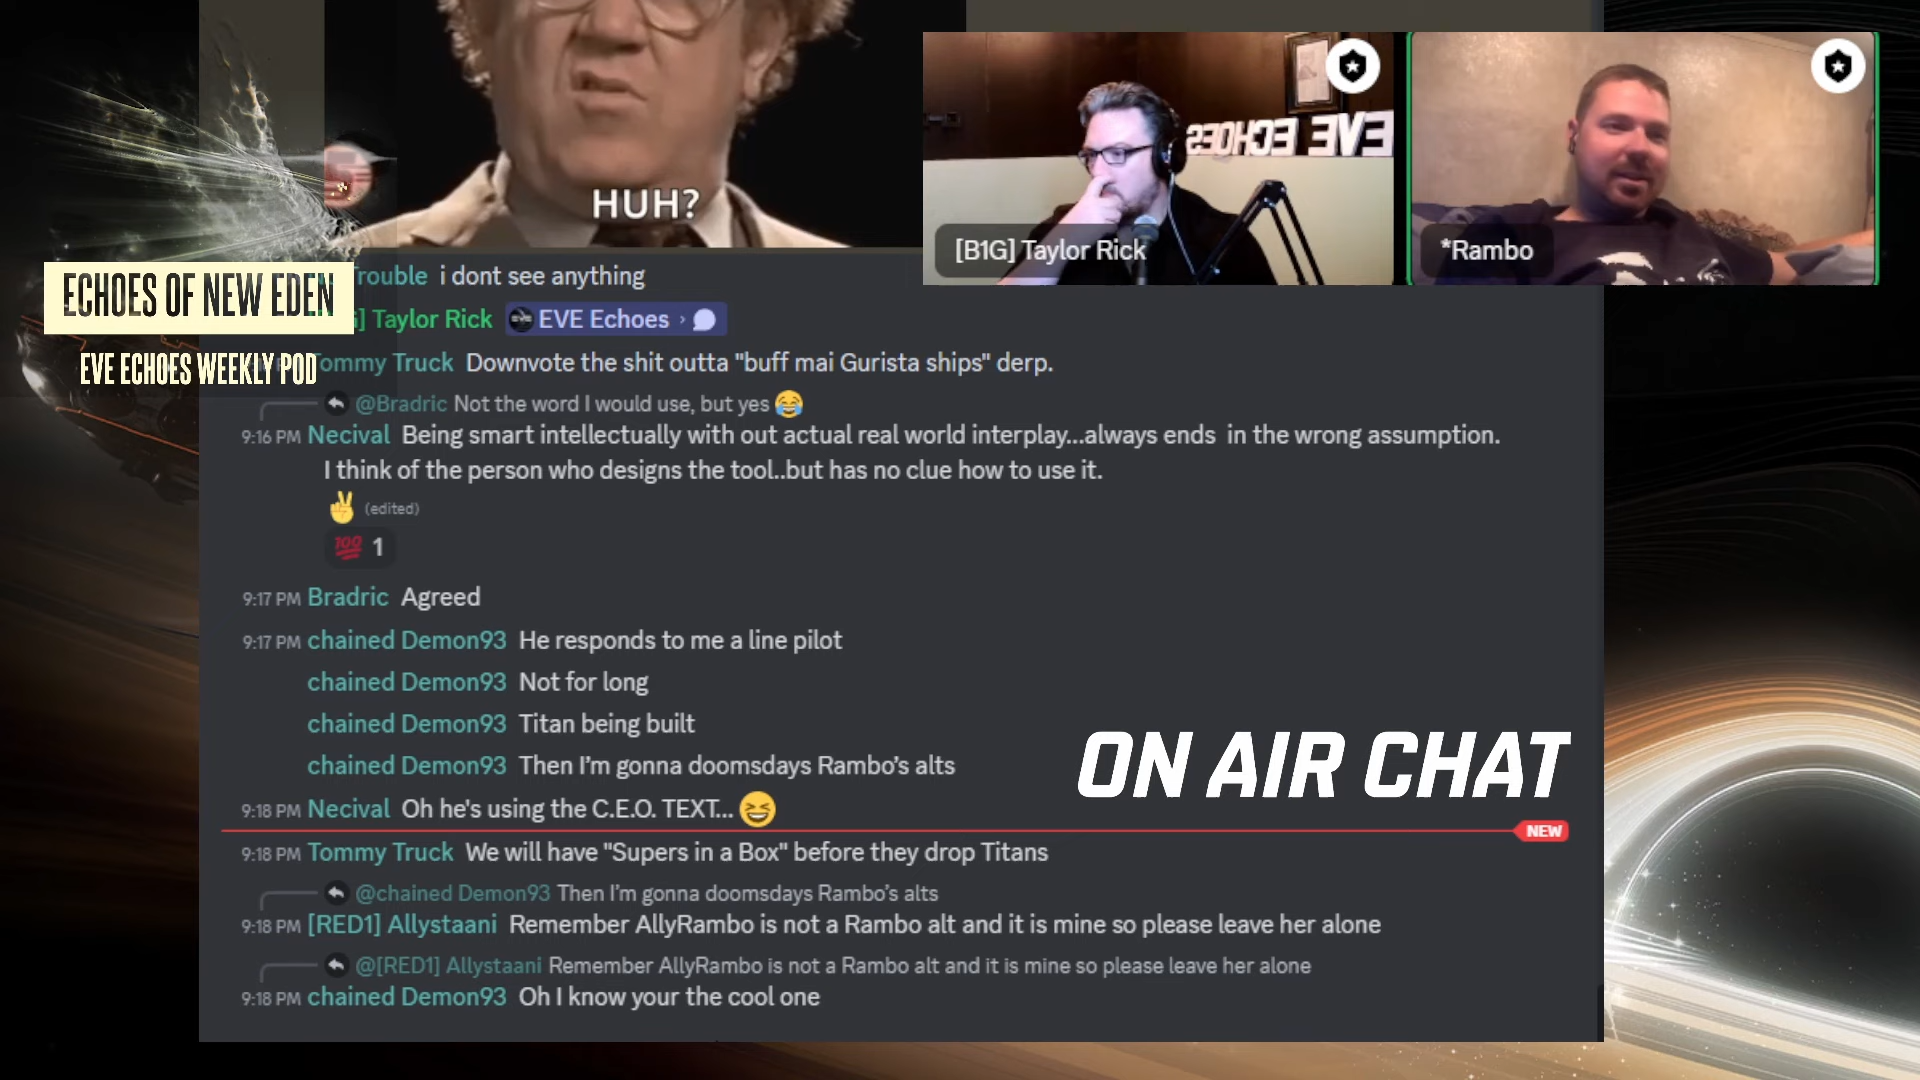 HUH?
EVE ECHOES
[B1G] Taylor Rick
*Rambo
ECHOES OF NEW EDEN
EVE ECHOES WEEKLY POD
rouble i dont see anything
] Taylor Rick EVE Echoes ›
ommy Truck Downvote the shit outta "buff mai Gurista ships" derp.
@Bradric Not the word I would use, but yes 😂
9:16 PM Necival Being smart intellectually with out actual real world interplay...always ends in the wrong assumption.
I think of the person who designs the tool..but has no clue how to use it.
✌️ (edited)
💯 1
9:17 PM Bradric Agreed
9:17 PM chained Demon93 He responds to me a line pilot
chained Demon93 Not for long
chained Demon93 Titan being built
chained Demon93 Then I'm gonna doomsdays Rambo's alts
ON AIR CHAT
9:18 PM Necival Oh he's using the C.E.O. TEXT... 😆
NEW
9:18 PM Tommy Truck We will have "Supers in a Box" before they drop Titans
@chained Demon93 Then I'm gonna doomsdays Rambo's alts
9:18 PM [RED1] Allystaani Remember AllyRambo is not a Rambo alt and it is mine so please leave her alone
@[RED1] Allystaani Remember AllyRambo is not a Rambo alt and it is mine so please leave her alone
9:18 PM chained Demon93 Oh I know your the cool one